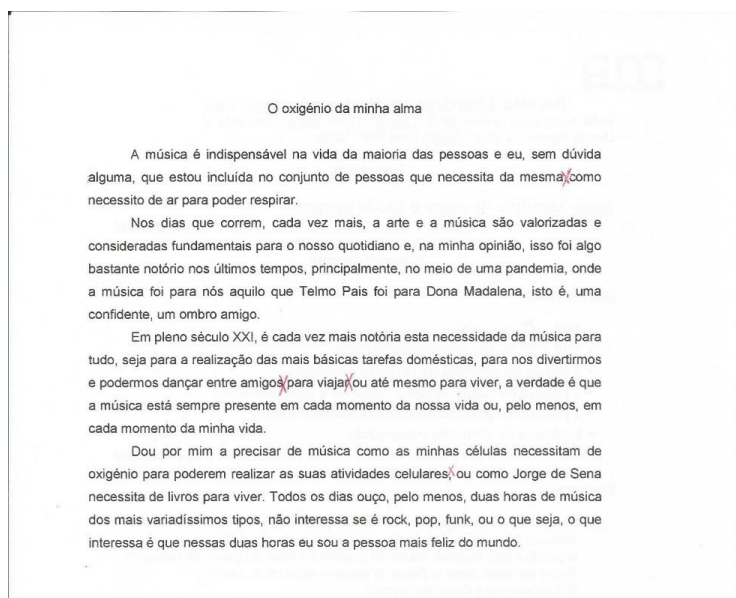 O oxigénio da minha alma
A música é indispensável na vida da maioria das pessoas e eu, sem dúvida
alguma, que estou incluída no conjunto de pessoas que necessita da mesma, como
necessito de ar para poder respirar.
Nos dias que correm, cada vez mais, a arte e a música são valorizadas e
consideradas fundamentais para o nosso quotidiano e, na minha opinião, isso foi algo
bastante notório nos últimos tempos, principalmente, no meio de uma pandemia, onde
a música foi para nós aquilo que Telmo Pais foi para Dona Madalena, isto é, uma
confidente, um ombro amigo.
Em pleno século XXI, é cada vez mais notória esta necessidade da música para
tudo, seja para a realização das mais básicas tarefas domésticas, para nos divertirmos
e podermos dançar entre amigos, para viajar, ou até mesmo para viver, a verdade é que
a música está sempre presente em cada momento da nossa vida ou, pelo menos, em
cada momento da minha vida.
Dou por mim a precisar de música como as minhas células necessitam de
oxigénio para poderem realizar as suas atividades celulares, ou como Jorge de Sena
necessita de livros para viver. Todos os dias ouço, pelo menos, duas horas de música
dos mais variadíssimos tipos, não interessa se é rock, pop, funk, ou o que seja, o que
interessa é que nessas duas horas eu sou a pessoa mais feliz do mundo.